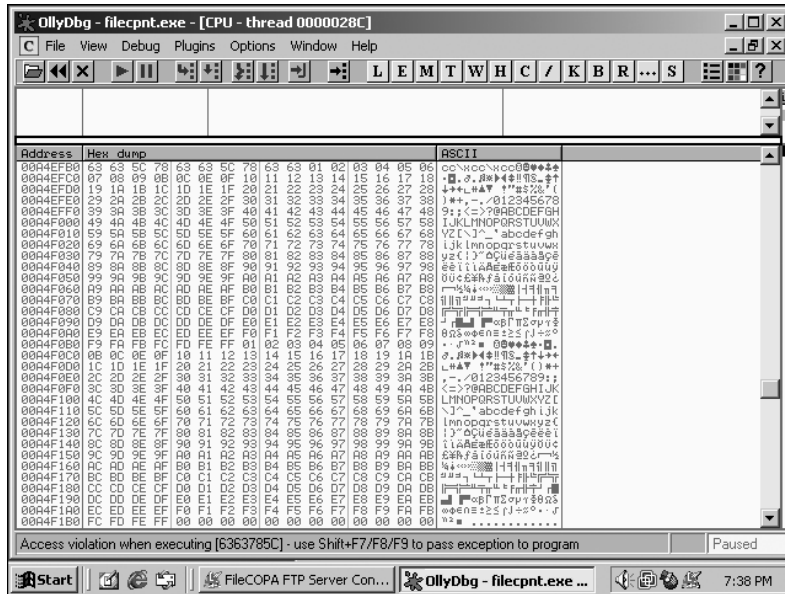 OllyDbg - filecpnt.exe - [CPU - thread 0000028C]
C File View Debug Plugins Options Window Help
L E M T W H C / K B R ... S ?
Address Hex dump ASCII
00A4EFB0 63 63 5C 78 63 63 5C 78 63 63 01 02 03 04 05 06 cc\xcc\xcc
00A4EFC0 07 08 09 0B 0C 0E 0F 10 11 12 13 14 15 16 17 18
00A4EFD0 19 1A 1B 1C 1D 1E 1F 20 21 22 23 24 25 26 27 28 !"#$%&'(
00A4EFE0 29 2A 2B 2C 2D 2E 2F 30 31 32 33 34 35 36 37 38 )*+,-./012345678
00A4EFF0 39 3A 3B 3C 3D 3E 3F 40 41 42 43 44 45 46 47 48 9:;<=>?@ABCDEFGH
00A4F000 49 4A 4B 4C 4D 4E 4F 50 51 52 53 54 55 56 57 58 IJKLMNOPQRSTUVWX
00A4F010 59 5A 5B 5C 5D 5E 5F 60 61 62 63 64 65 66 67 68 YZ[\]^_`abcdefgh
00A4F020 69 6A 6B 6C 6D 6E 6F 70 71 72 73 74 75 76 77 78 ijklmnopqrstuvwx
00A4F030 79 7A 7B 7C 7D 7E 7F 80 81 82 83 84 85 86 87 88 yz{|}~
00A4F040 89 8A 8B 8C 8D 8E 8F 90 91 92 93 94 95 96 97 98
00A4F050 99 9A 9B 9C 9D 9E 9F A0 A1 A2 A3 A4 A5 A6 A7 A8
00A4F060 A9 AA AB AC AD AE AF B0 B1 B2 B3 B4 B5 B6 B7 B8
00A4F070 B9 BA BB BC BD BE BF C0 C1 C2 C3 C4 C5 C6 C7 C8
00A4F080 C9 CA CB CC CD CE CF D0 D1 D2 D3 D4 D5 D6 D7 D8
00A4F090 D9 DA DB DC DD DE DF E0 E1 E2 E3 E4 E5 E6 E7 E8
00A4F0A0 E9 EA EB EC ED EE EF F0 F1 F2 F3 F4 F5 F6 F7 F8
00A4F0B0 F9 FA FB FC FD FE FF 01 02 03 04 05 06 07 08 09
00A4F0C0 0B 0C 0E 0F 10 11 12 13 14 15 16 17 18 19 1A 1B
00A4F0D0 1C 1D 1E 1F 20 21 22 23 24 25 26 27 28 29 2A 2B !"#$%&'()*+
00A4F0E0 2C 2D 2E 2F 30 31 32 33 34 35 36 37 38 39 3A 3B ,-./0123456789:;
00A4F0F0 3C 3D 3E 3F 40 41 42 43 44 45 46 47 48 49 4A 4B <=>?@ABCDEFGHIJK
00A4F100 4C 4D 4E 4F 50 51 52 53 54 55 56 57 58 59 5A 5B LMNOPQRSTUVWXYZ[
00A4F110 5C 5D 5E 5F 60 61 62 63 64 65 66 67 68 69 6A 6B \]^_`abcdefghijk
00A4F120 6C 6D 6E 6F 70 71 72 73 74 75 76 77 78 79 7A 7B lmnopqrstuvwxyz{
00A4F130 7C 7D 7E 7F 80 81 82 83 84 85 86 87 88 89 8A 8B
00A4F140 8C 8D 8E 8F 90 91 92 93 94 95 96 97 98 99 9A 9B
00A4F150 9C 9D 9E 9F A0 A1 A2 A3 A4 A5 A6 A7 A8 A9 AA AB
00A4F160 AC AD AE AF B0 B1 B2 B3 B4 B5 B6 B7 B8 B9 BA BB
00A4F170 BC BD BE BF C0 C1 C2 C3 C4 C5 C6 C7 C8 C9 CA CB
00A4F180 CC CD CE CF D0 D1 D2 D3 D4 D5 D6 D7 D8 D9 DA DB
00A4F190 DC DD DE DF E0 E1 E2 E3 E4 E5 E6 E7 E8 E9 EA EB
00A4F1A0 EC ED EE EF F0 F1 F2 F3 F4 F5 F6 F7 F8 F9 FA FB
00A4F1B0 FC FD FE FF 00 00 00 00 00 00 00 00 00 00 00 00
Access violation when executing [6363785C] - use Shift+F7/F8/F9 to pass exception to program Paused
Start FileCOPA FTP Server Con... OllyDbg - filecpnt.exe ... 7:38 PM